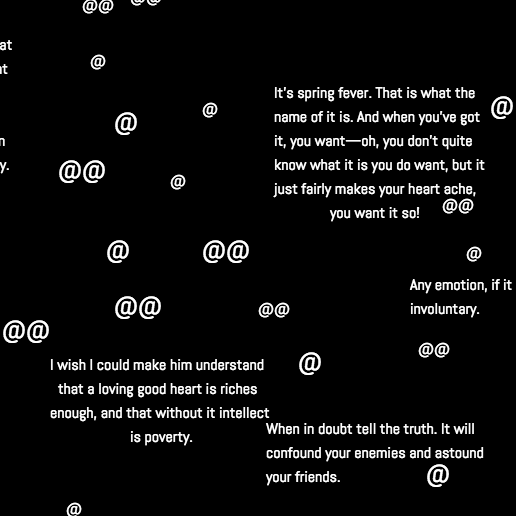 @@ @@
at
@
nt
It's spring fever. That is what the
name of it is. And when you've got
it, you want—oh, you don't quite
know what it is you do want, but it
just fairly makes your heart ache,
you want it so!
@
@
@
n
y.
@@
@
@@
@
@@
@
Any emotion, if it
involuntary.
@@
@@
@@
@@
@
I wish I could make him understand
that a loving good heart is riches
enough, and that without it intellect
is poverty.
When in doubt tell the truth. It will
confound your enemies and astound
your friends.
@
@